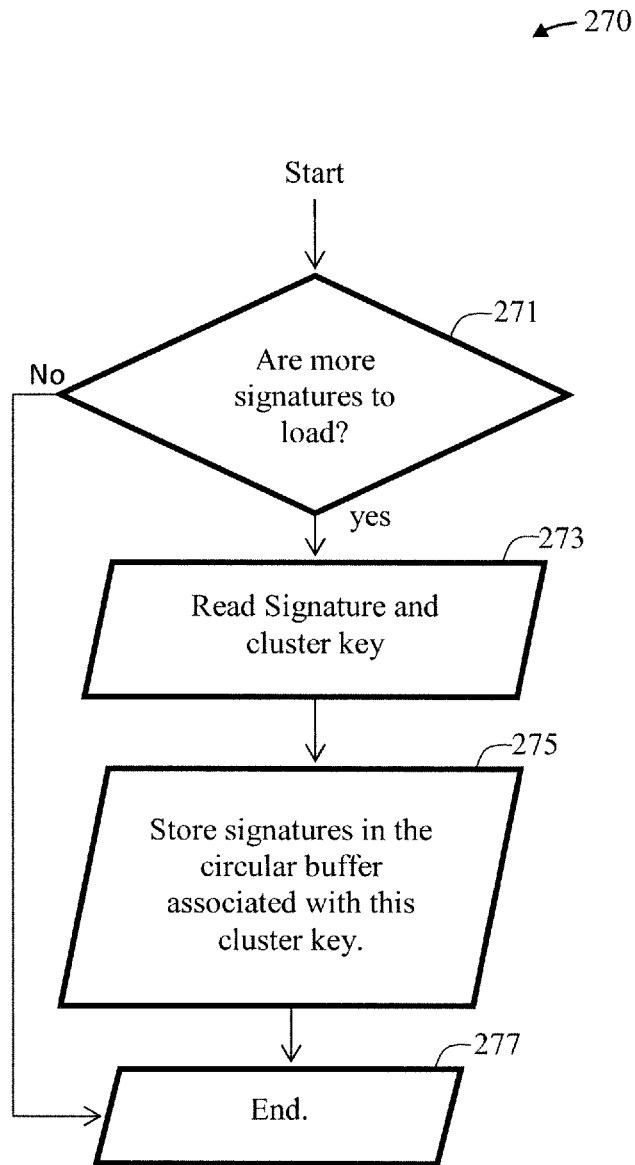 270
Start
271
Are more
signatures to
load?
No
yes
273
Read Signature and
cluster key
275
Store signatures in the
circular buffer
associated with this
cluster key.
277
End.